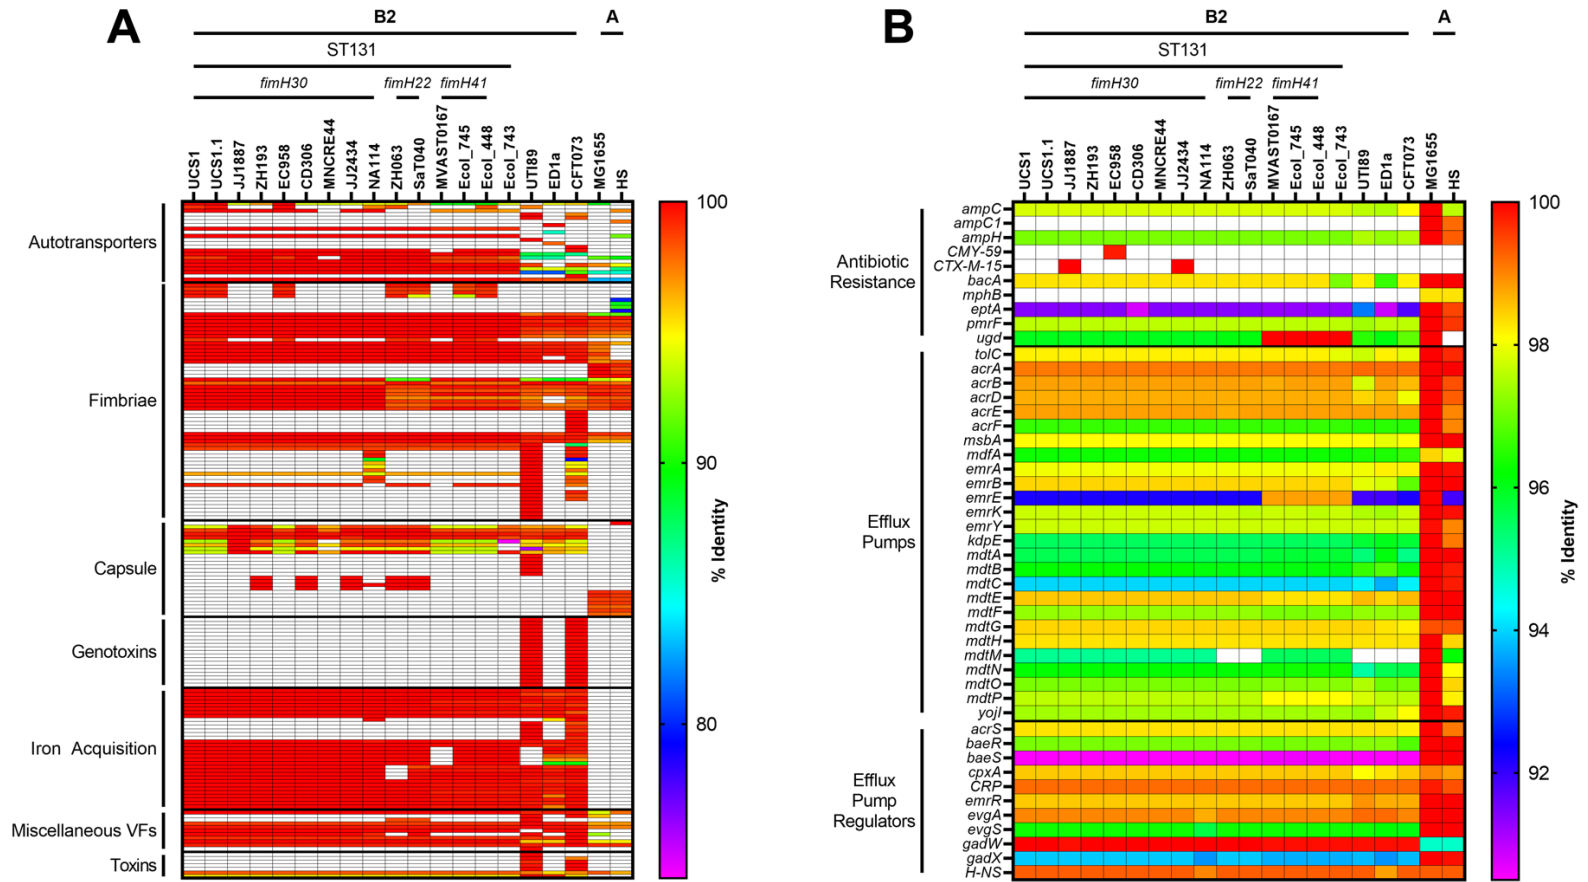 A
B2
A
ST131
fimH30
fimH22
fimH41
UCS1
UCS1.1
JJ1887
ZH193
EC958
CD306
MNCRE44
JJ2434
NA114
ZH063
SaT040
MVAST0167
Ecol_745
Ecol_448
Ecol_743
UTI89
ED1a
CFT073
MG1655
HS
Autotransporters
Fimbriae
Capsule
Genotoxins
Iron Acquisition
Miscellaneous VFs
Toxins
100
90
80
% Identity
B
B2
A
ST131
fimH30
fimH22
fimH41
UCS1
UCS1.1
JJ1887
ZH193
EC958
CD306
MNCRE44
JJ2434
NA114
ZH063
SaT040
MVAST0167
Ecol_745
Ecol_448
Ecol_743
UTI89
ED1a
CFT073
MG1655
HS
Antibiotic
Resistance
ampC
ampC1
ampH
CMY-59
CTX-M-15
bacA
mphB
eptA
pmrF
ugd
Efflux
Pumps
tolC
acrA
acrB
acrD
acrE
acrF
msbA
mdfA
emrA
emrB
emrE
emrK
emrY
kdpE
mdtA
mdtB
mdtC
mdtE
mdtF
mdtG
mdtH
mdtM
mdtN
mdtO
mdtP
yojI
Efflux
Pump
Regulators
acrS
baeR
baeS
cpxA
CRP
emrR
evgA
evgS
gadW
gadX
H-NS
100
98
96
94
92
% Identity